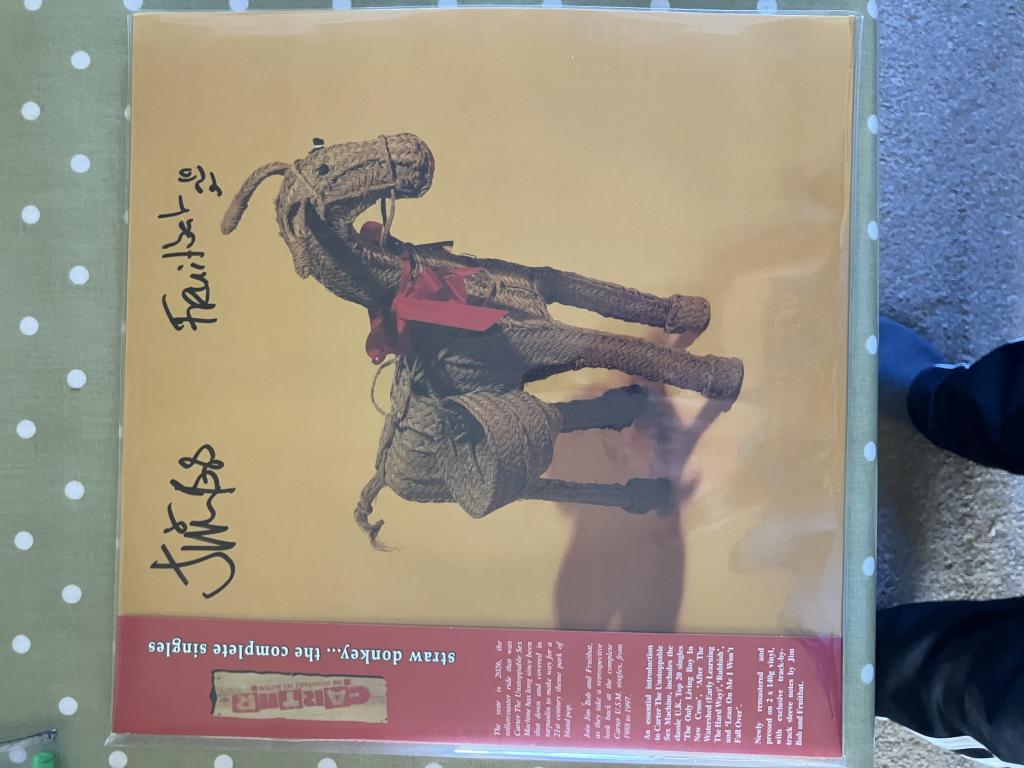 Jim Bob
Fruitbat
straw donkey... the complete singles
CARTER
THE UNSTOPPABLE SEX MACHINE
The year is 2026, the
rollercoaster ride that was
Carter The Unstoppable Sex
Machine has long since been
shut down and covered in
tarpaulin to make way for a
21st century theme park of
bland pop.
Join Jim Bob and Fruitbat,
as they take a retrospective
look back at the complete
Carter U.S.M. singles, from
1988 to 1997.
An essential introduction
to Carter The Unstoppable
Sex Machine, includes the
classic U.K. Top 20 singles
'The Only Living Boy In
New Cross', 'After The
Watershed (Early Learning
The Hard Way)', 'Rubbish',
and 'Lean On Me I Won't
Fall Over'.
Newly remastered and
pressed on 2 x 140g vinyl,
with exclusive track-by-
track sleeve notes by Jim
Bob and Fruitbat.